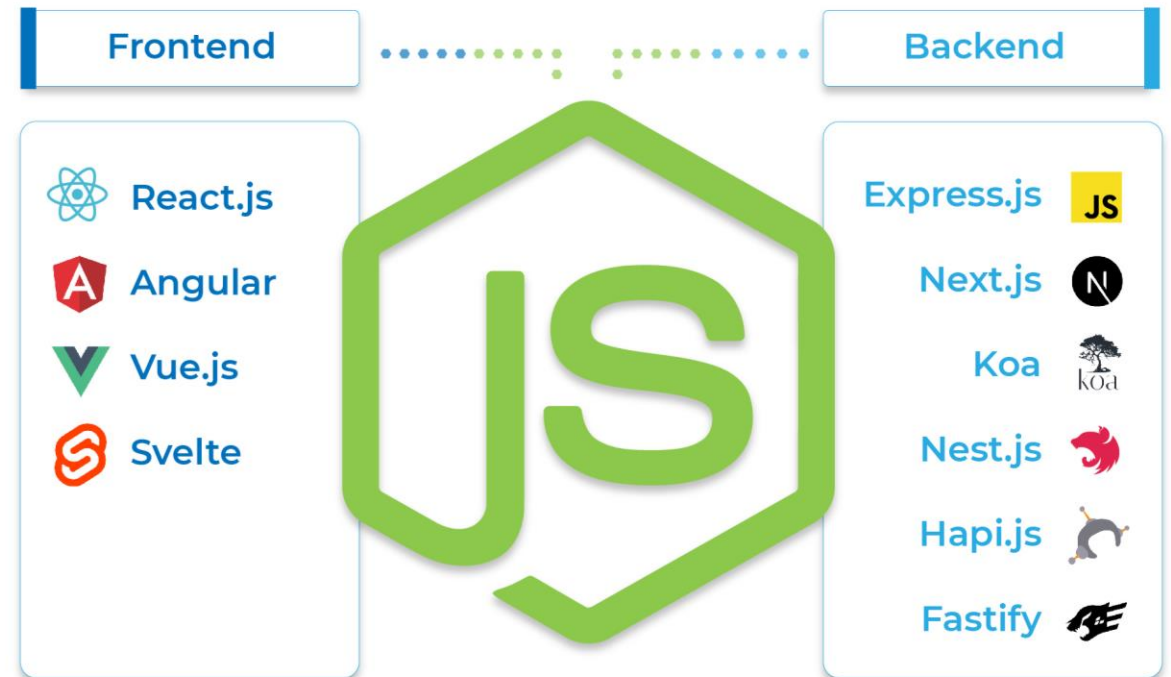 Frontend
Backend
React.js
Angular
Vue.js
Svelte
JS
Express.js JS
Next.js N
Koa koa
Nest.js
Hapi.js
Fastify